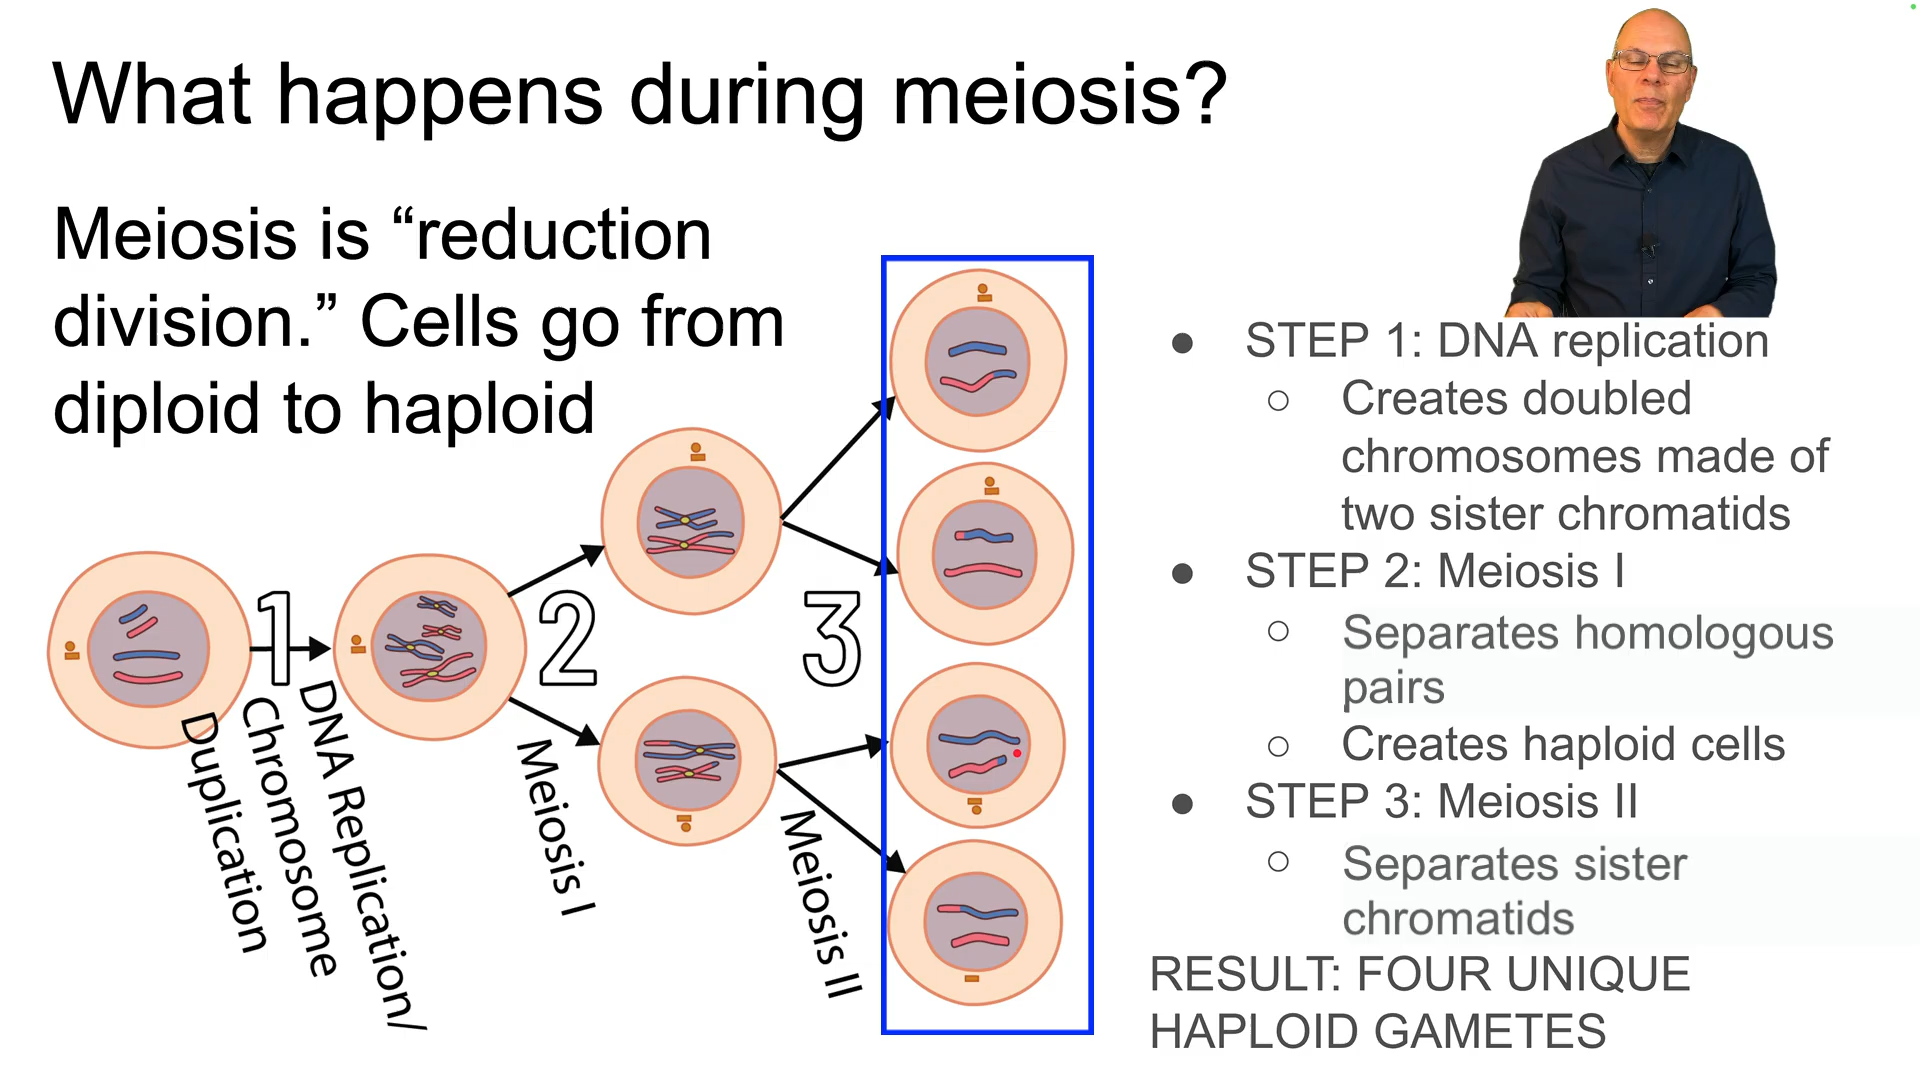 What happens during meiosis?
Meiosis is “reduction
division.” Cells go from
diploid to haploid
1
DNA Replication/
Chromosome
Duplication
2
Meiosis I
3
Meiosis II
● STEP 1: DNA replication
○ Creates doubled
chromosomes made of
two sister chromatids
● STEP 2: Meiosis I
○ Separates homologous
pairs
○ Creates haploid cells
● STEP 3: Meiosis II
○ Separates sister
chromatids
RESULT: FOUR UNIQUE
HAPLOID GAMETES